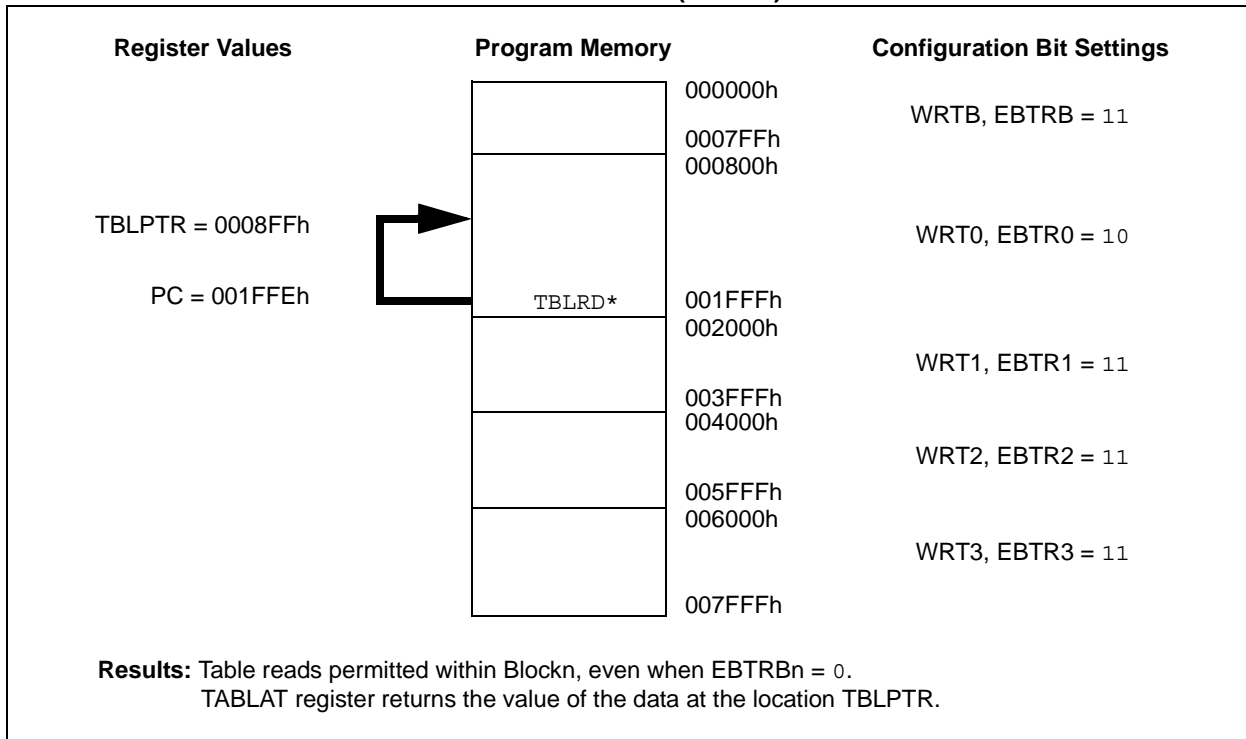 Register Values Program Memory Configuration Bit Settings
000000h
WRTB, EBTRB = 11
0007FFh
000800h
TBLPTR = 0008FFh
WRT0, EBTR0 = 10
PC = 001FFEh
TBLRD*
001FFFh
002000h
WRT1, EBTR1 = 11
003FFFh
004000h
WRT2, EBTR2 = 11
005FFFh
006000h
WRT3, EBTR3 = 11
007FFFh
Results: Table reads permitted within Blockn, even when EBTRBn = 0.
TABLAT register returns the value of the data at the location TBLPTR.